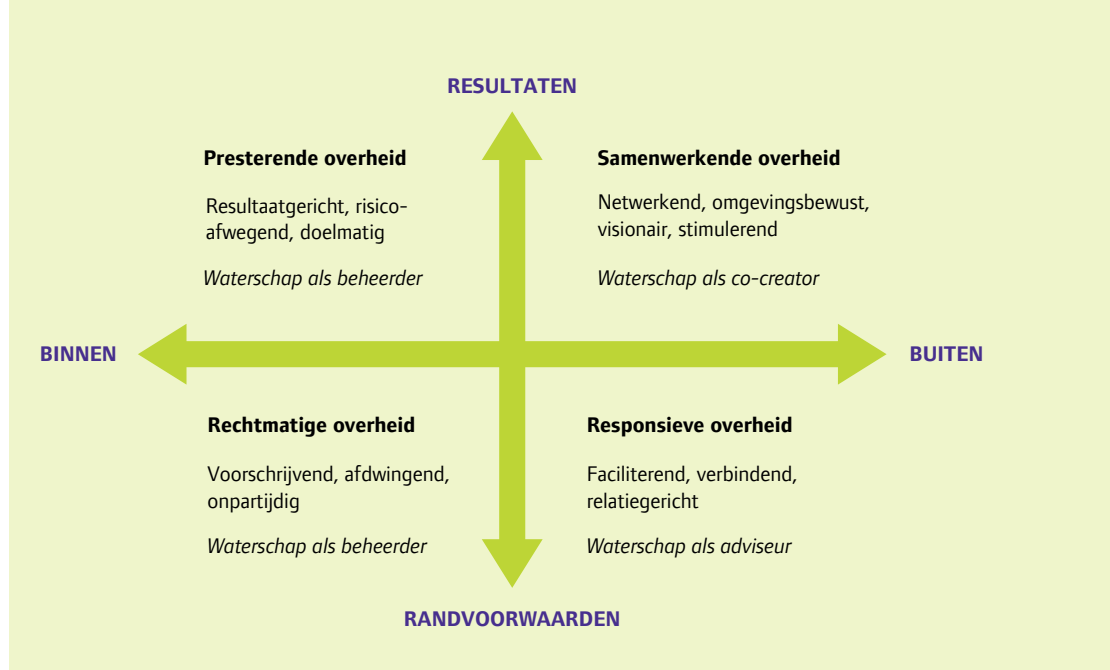 RESULTATEN
Presterende overheid
Resultaatgericht, risico-
afwegend, doelmatig
Waterschap als beheerder
Samenwerkende overheid
Netwerkend, omgevingsbewust,
visionair, stimulerend
Waterschap als co-creator
BINNEN
BUITEN
Rechtmatige overheid
Voorschrijvend, afdwingend,
onpartijdig
Waterschap als beheerder
Responsieve overheid
Faciliterend, verbindend,
relatiegericht
Waterschap als adviseur
RANDVOORWAARDEN